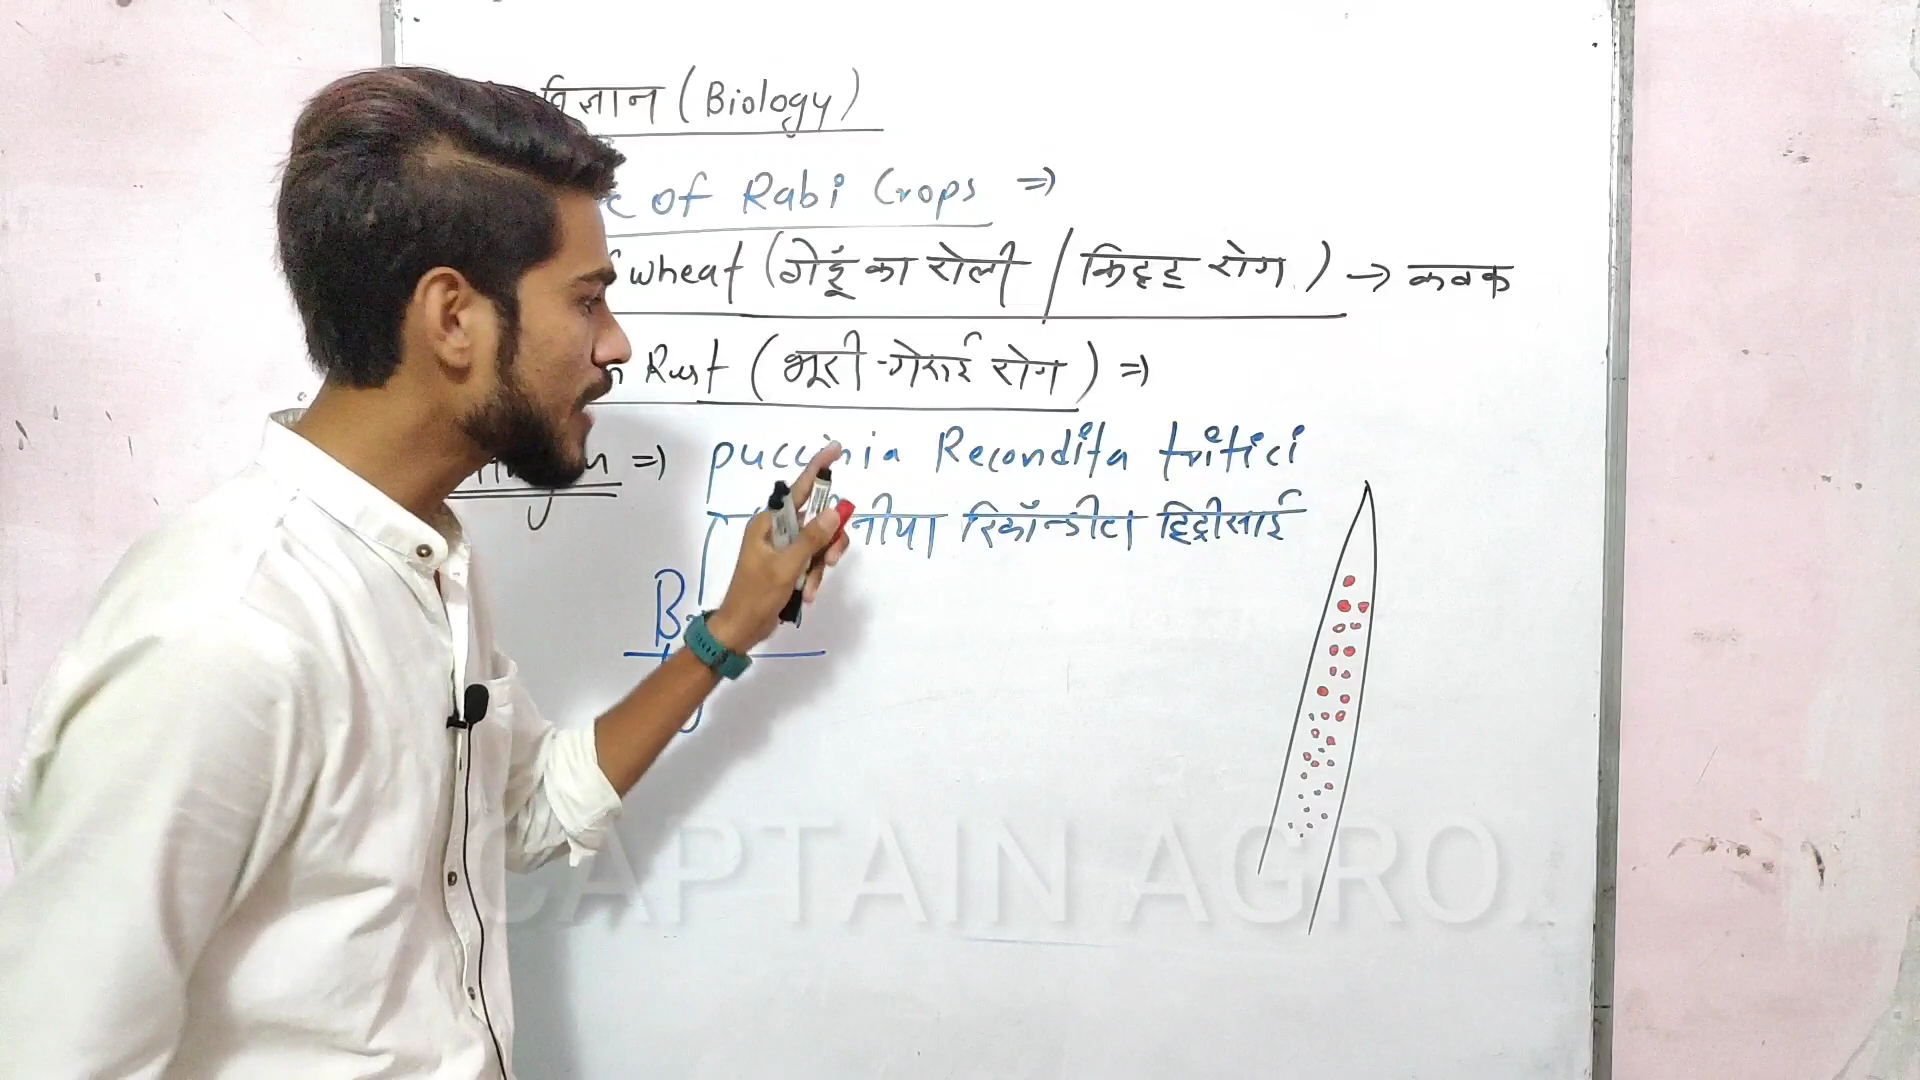 विज्ञान (Biology)
of Rabi Crops ⇒
wheat (गेहूं का रोली / किट्ट रोग) → कवक
Rust (भूरी-गेरुई रोग) ⇒
⇒ puccinia Recondita tritici
रिकॉन्डीटा ट्रिट्रीसाई
CAPTAIN AGRO.